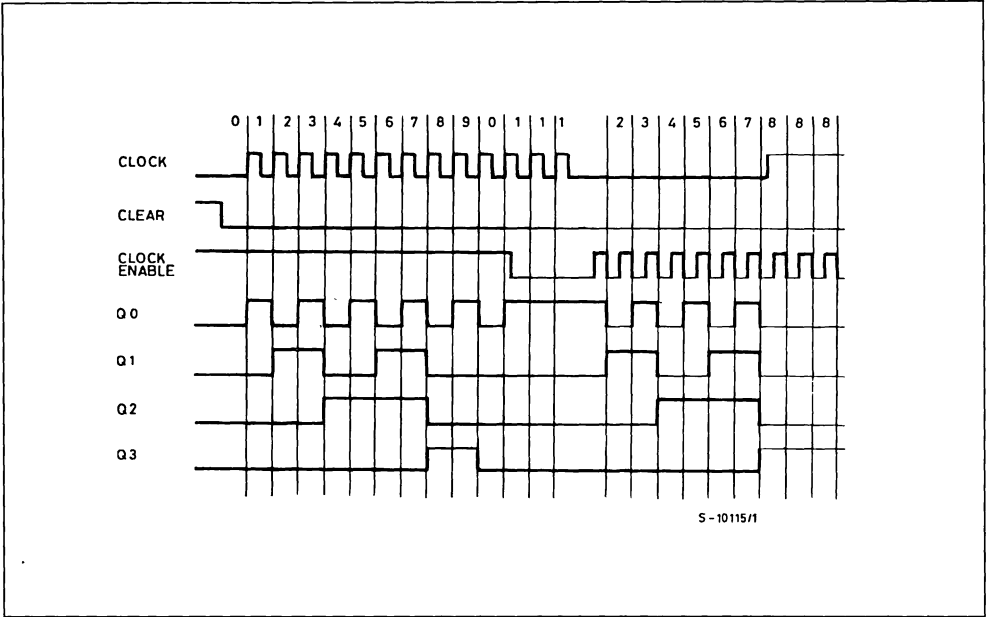 0 1 2 3 4 5 6 7 8 9 0 1 1 1 2 3 4 5 6 7 8 8 8
CLOCK
CLEAR
CLOCK
ENABLE
Q0
Q1
Q2
Q3
S-10115/1